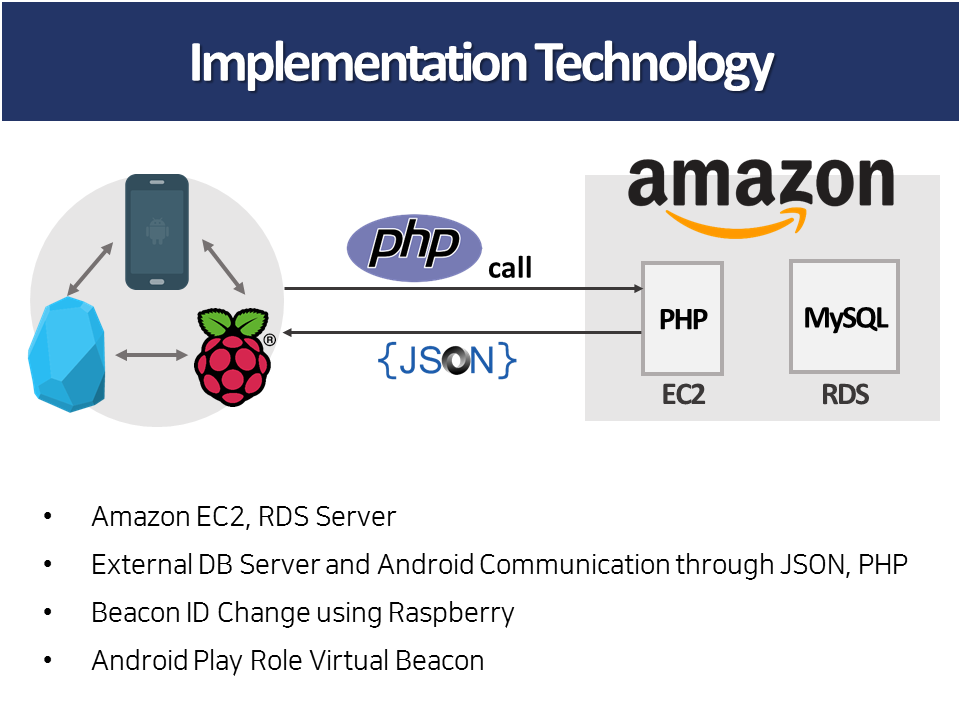 Implementation Technology
amazon
php
call
PHP
MySQL
{JSON}
®
EC2
RDS
• Amazon EC2, RDS Server
• External DB Server and Android Communication through JSON, PHP
• Beacon ID Change using Raspberry
• Android Play Role Virtual Beacon